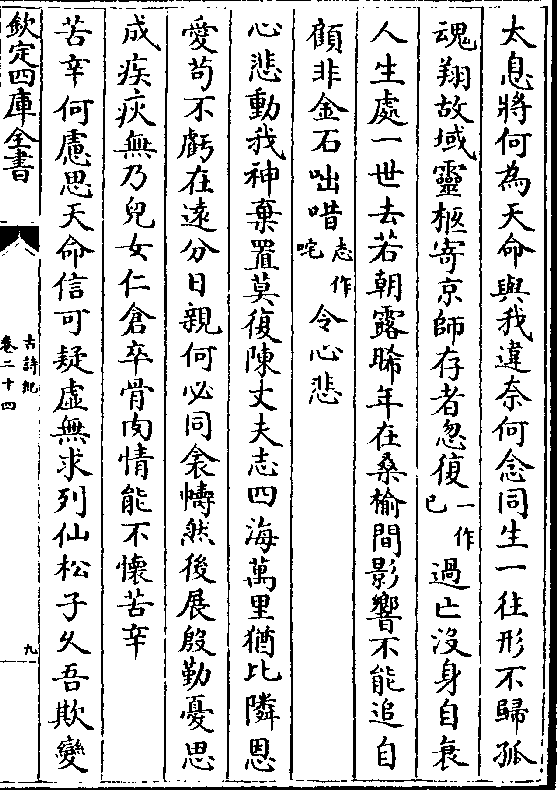 太息將何為天命與我違奈何念同生一往形不歸孤
魂翔故域靈柩寄京師存者忽復一作已過亡沒身自衰
人生處一世去若朝露晞年在桑榆間影響不能追自
顧非金石咄唶志作咤令心悲
心悲動我神棄置莫復陳丈夫志四海萬里猶比隣恩
愛苟不虧在遠分日親何必同衾幬然後展殷勤憂思
成疾疢無乃兒女仁倉卒骨肉情能不懷苦辛
苦辛何慮思天命信可疑虛無求列仙松子久吾欺變
欽定四庫全書
古詩紀
卷二十四
九